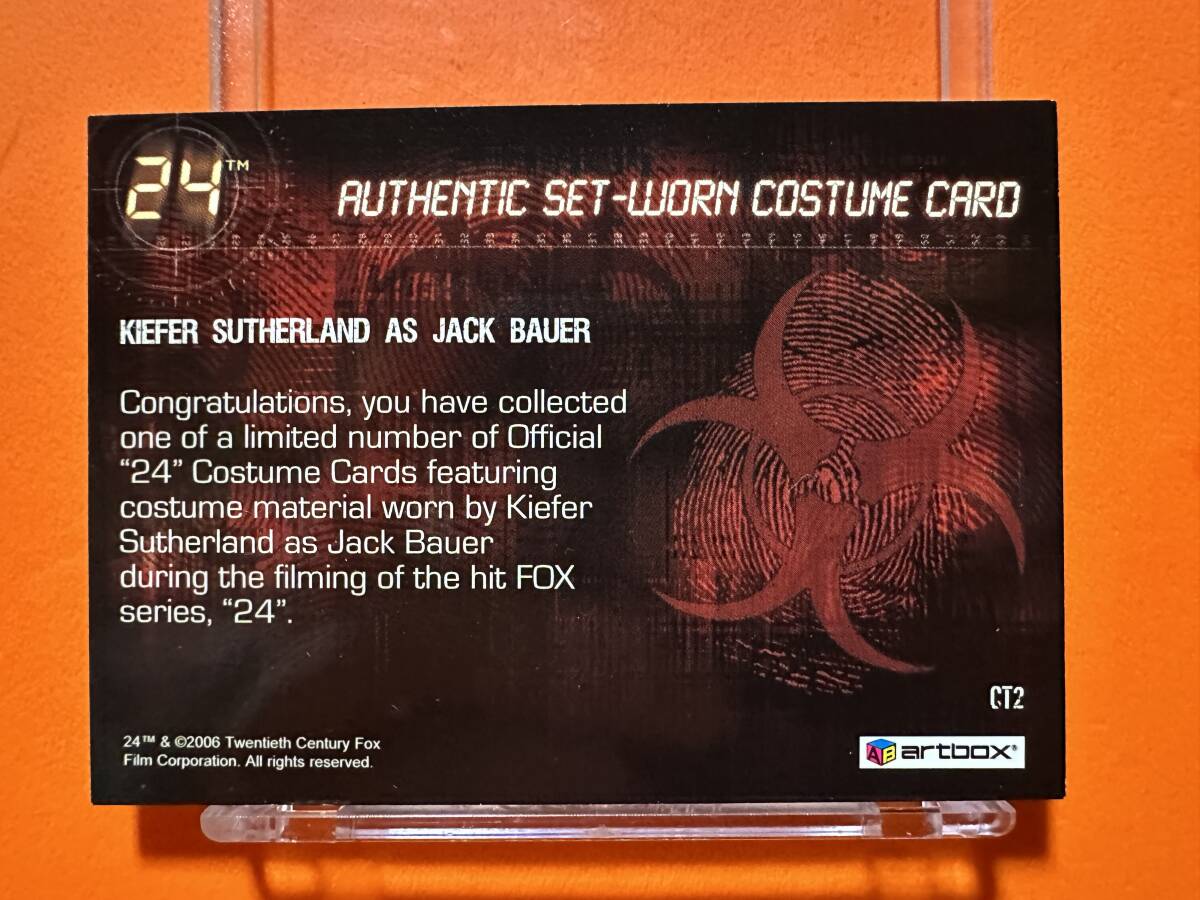 24™
AUTHENTIC SET-WORN COSTUME CARD
KIEFER SUTHERLAND AS JACK BAUER
Congratulations, you have collected
one of a limited number of Official
“24” Costume Cards featuring
costume material worn by Kiefer
Sutherland as Jack Bauer
during the filming of the hit FOX
series, “24”.
CT2
24™ & ©2006 Twentieth Century Fox
Film Corporation. All rights reserved.
AB artbox®